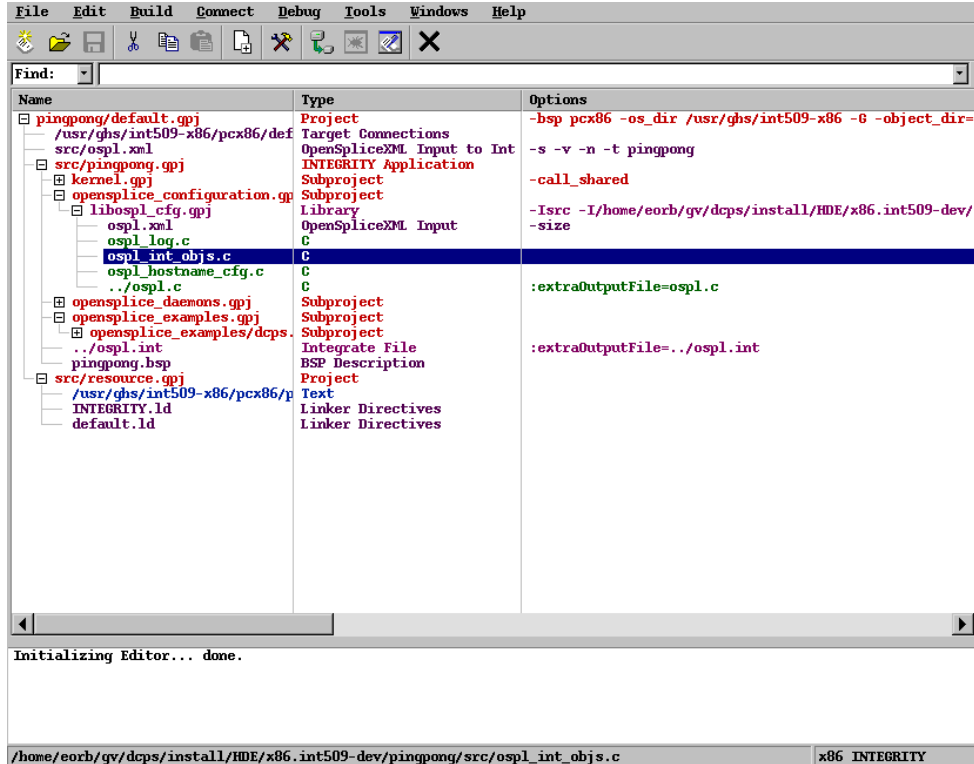 File Edit Build Connect Debug Tools Windows Help
Find:
Name Type Options
pingpong/default.gpj Project -bsp pcx86 -os_dir /usr/ghs/int509-x86 -G -object_dir=
/usr/ghs/int509-x86/pcx86/def Target Connections
src/ospl.xml OpenSpliceXML Input to Int -s -v -n -t pingpong
src/pingpong.gpj INTEGRITY Application
kernel.gpj Subproject -call_shared
opensplice_configuration.gp Subproject
libospl_cfg.gpj Library -Isrc -I/home/eorb/gv/dcps/install/HDE/x86.int509-dev/
ospl.xml OpenSpliceXML Input -size
ospl_log.c C
ospl_int_objs.c C
ospl_hostname_cfg.c C
../ospl.c C :extraOutputFile=ospl.c
opensplice_daemons.gpj Subproject
opensplice_examples.gpj Subproject
opensplice_examples/dcps. Subproject
../ospl.int Integrate File :extraOutputFile=../ospl.int
pingpong.bsp BSP Description
src/resource.gpj Project
/usr/ghs/int509-x86/pcx86/p Text
INTEGRITY.ld Linker Directives
default.ld Linker Directives
Initializing Editor... done.
/home/eorb/gv/dcps/install/HDE/x86.int509-dev/pingpong/src/ospl_int_objs.c x86 INTEGRITY